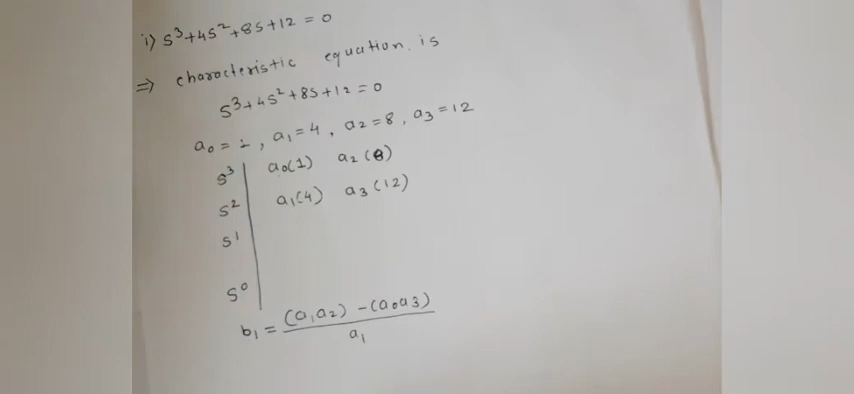 i) s³+4s²+8s+12 = 0
⇒ characteristic equation. is
s³+4s²+8s+12=0
a₀ = 1, a₁=4, a₂=8, a₃=12
s³ | a₀(1) a₂(8)
s² | a₁(4) a₃(12)
s¹ |
s⁰ |
b₁ = (a₁a₂) - (a₀a₃) / a₁